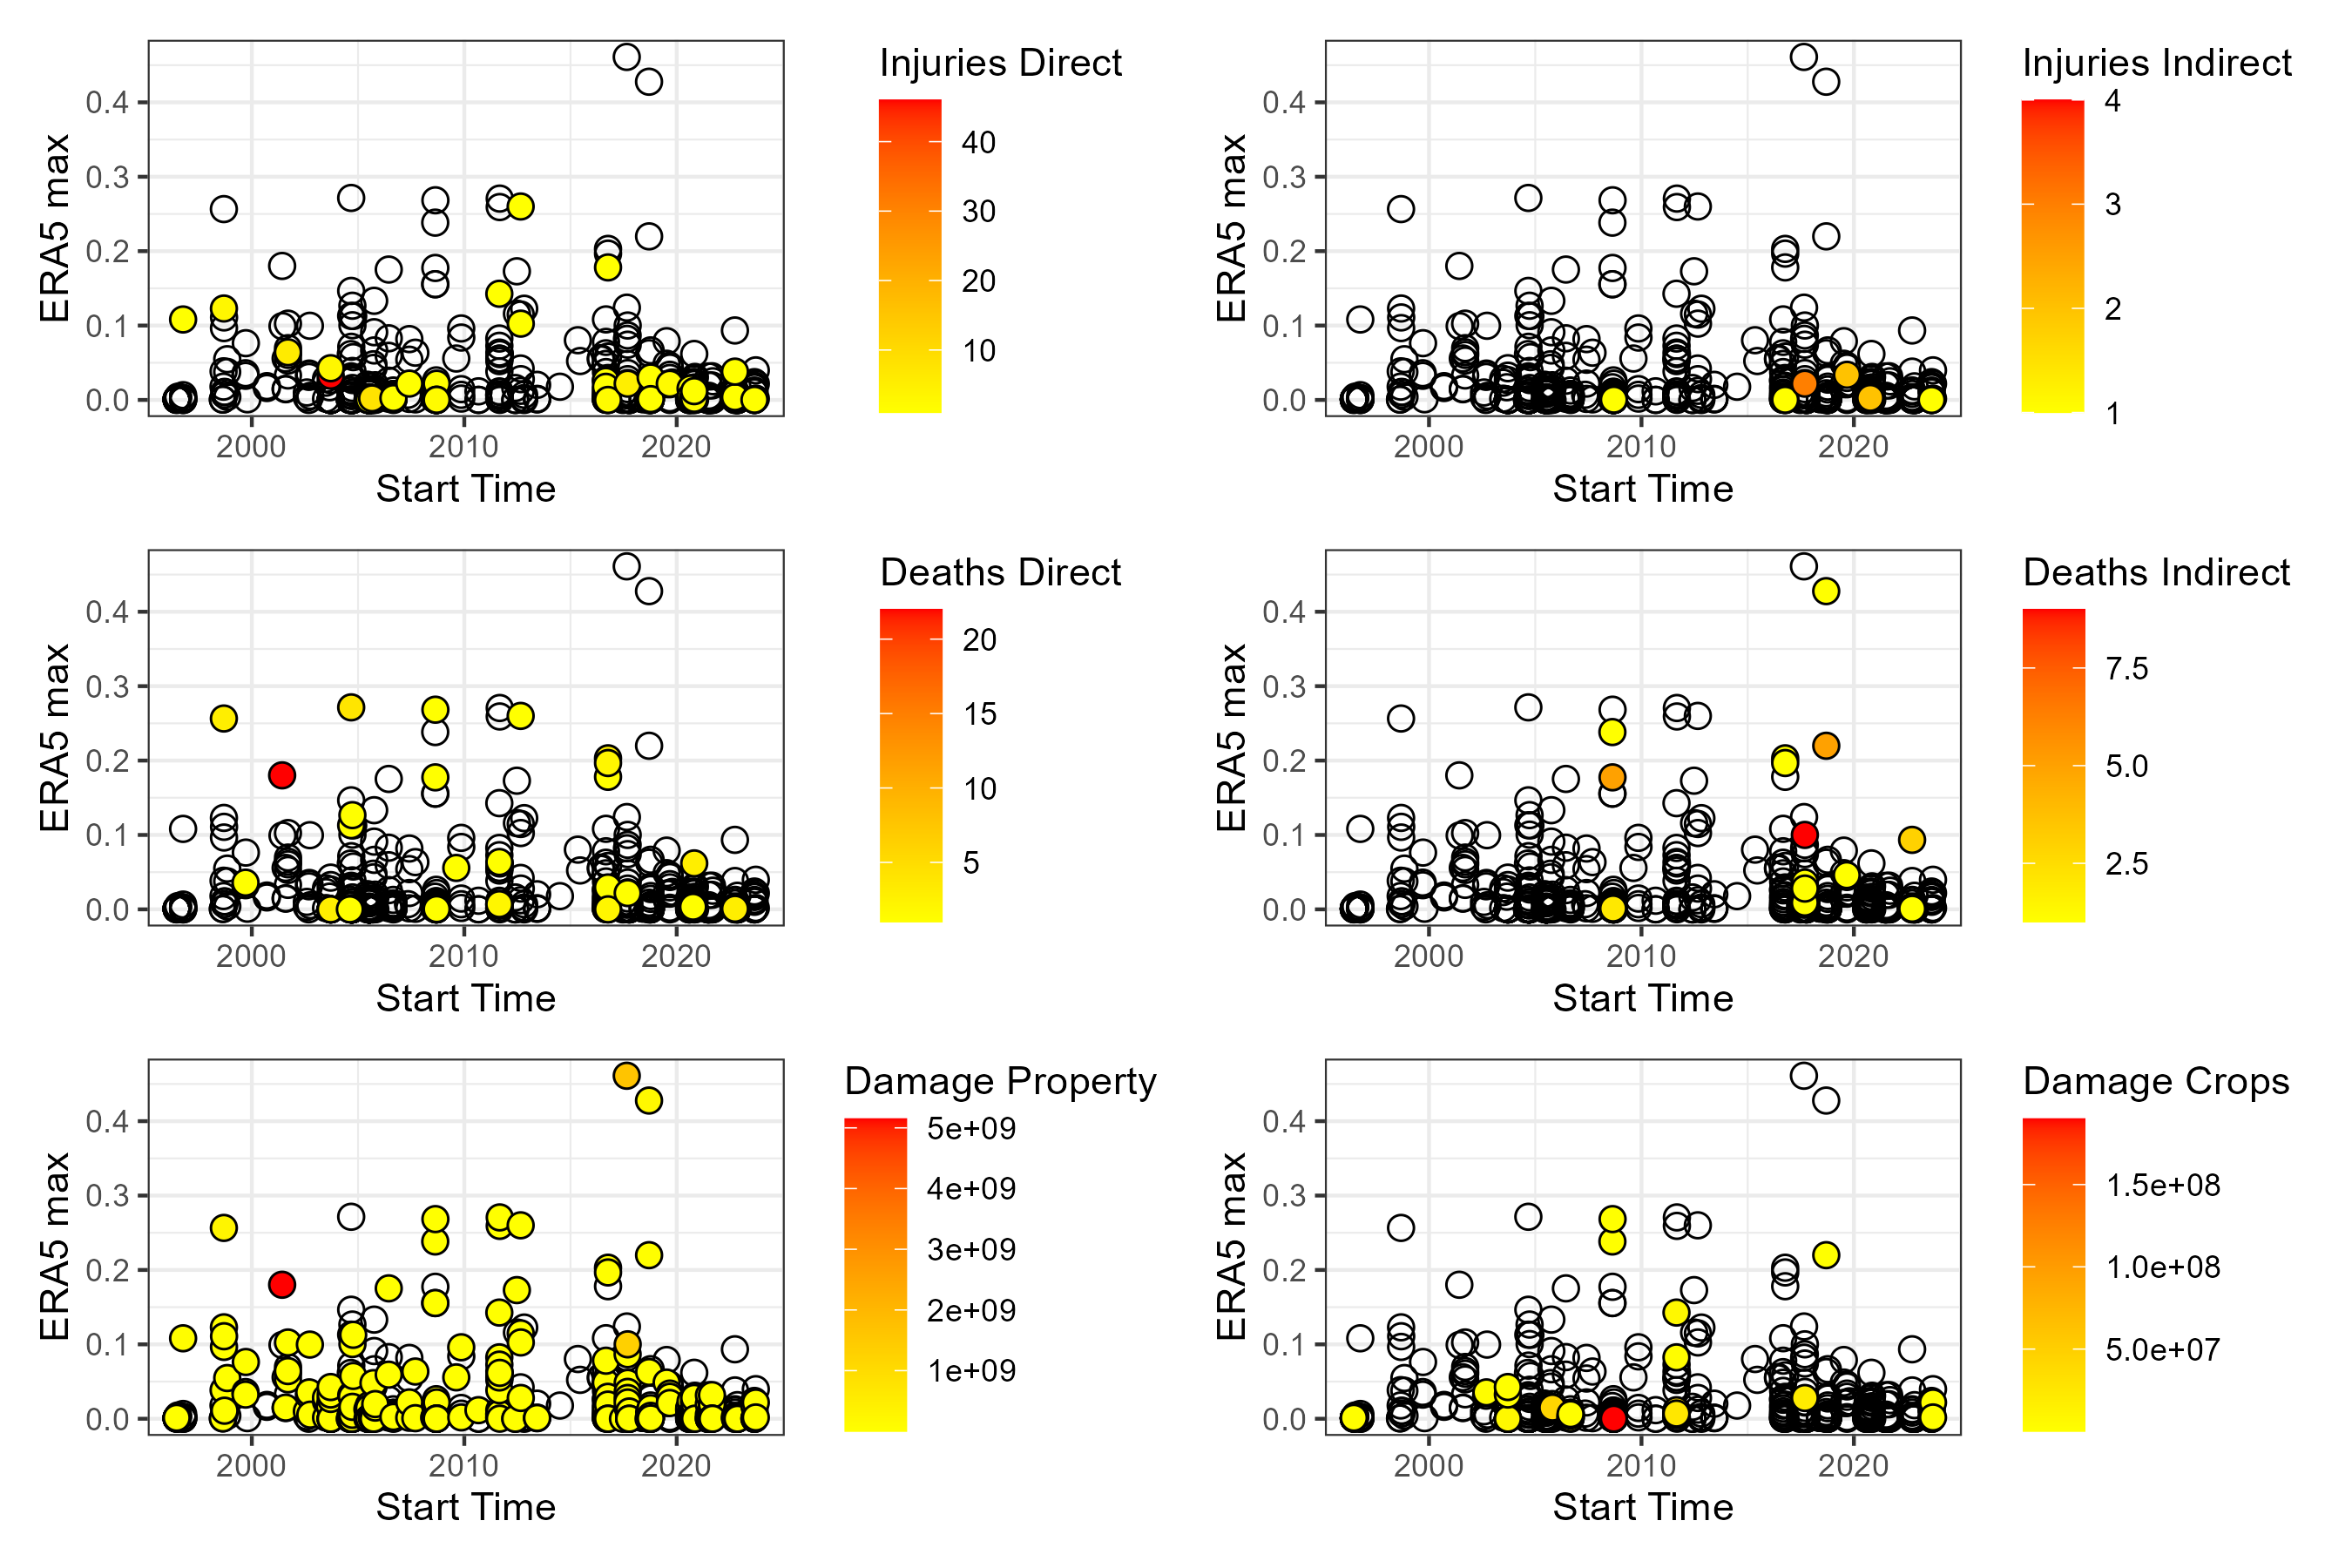 Injuries Direct
ERA5 max
0.4
0.3
0.2
0.1
0.0
2000 2010 2020
Start Time
40
30
20
10
Injuries Indirect
ERA5 max
0.4
0.3
0.2
0.1
0.0
2000 2010 2020
Start Time
4
3
2
1
Deaths Direct
ERA5 max
0.4
0.3
0.2
0.1
0.0
2000 2010 2020
Start Time
20
15
10
5
Deaths Indirect
ERA5 max
0.4
0.3
0.2
0.1
0.0
2000 2010 2020
Start Time
7.5
5.0
2.5
Damage Property
ERA5 max
0.4
0.3
0.2
0.1
0.0
2000 2010 2020
Start Time
5e+09
4e+09
3e+09
2e+09
1e+09
Damage Crops
ERA5 max
0.4
0.3
0.2
0.1
0.0
2000 2010 2020
Start Time
1.5e+08
1.0e+08
5.0e+07